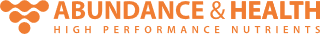 ABUNDANCE & HEALTH
HIGH PERFORMANCE NUTRIENTS